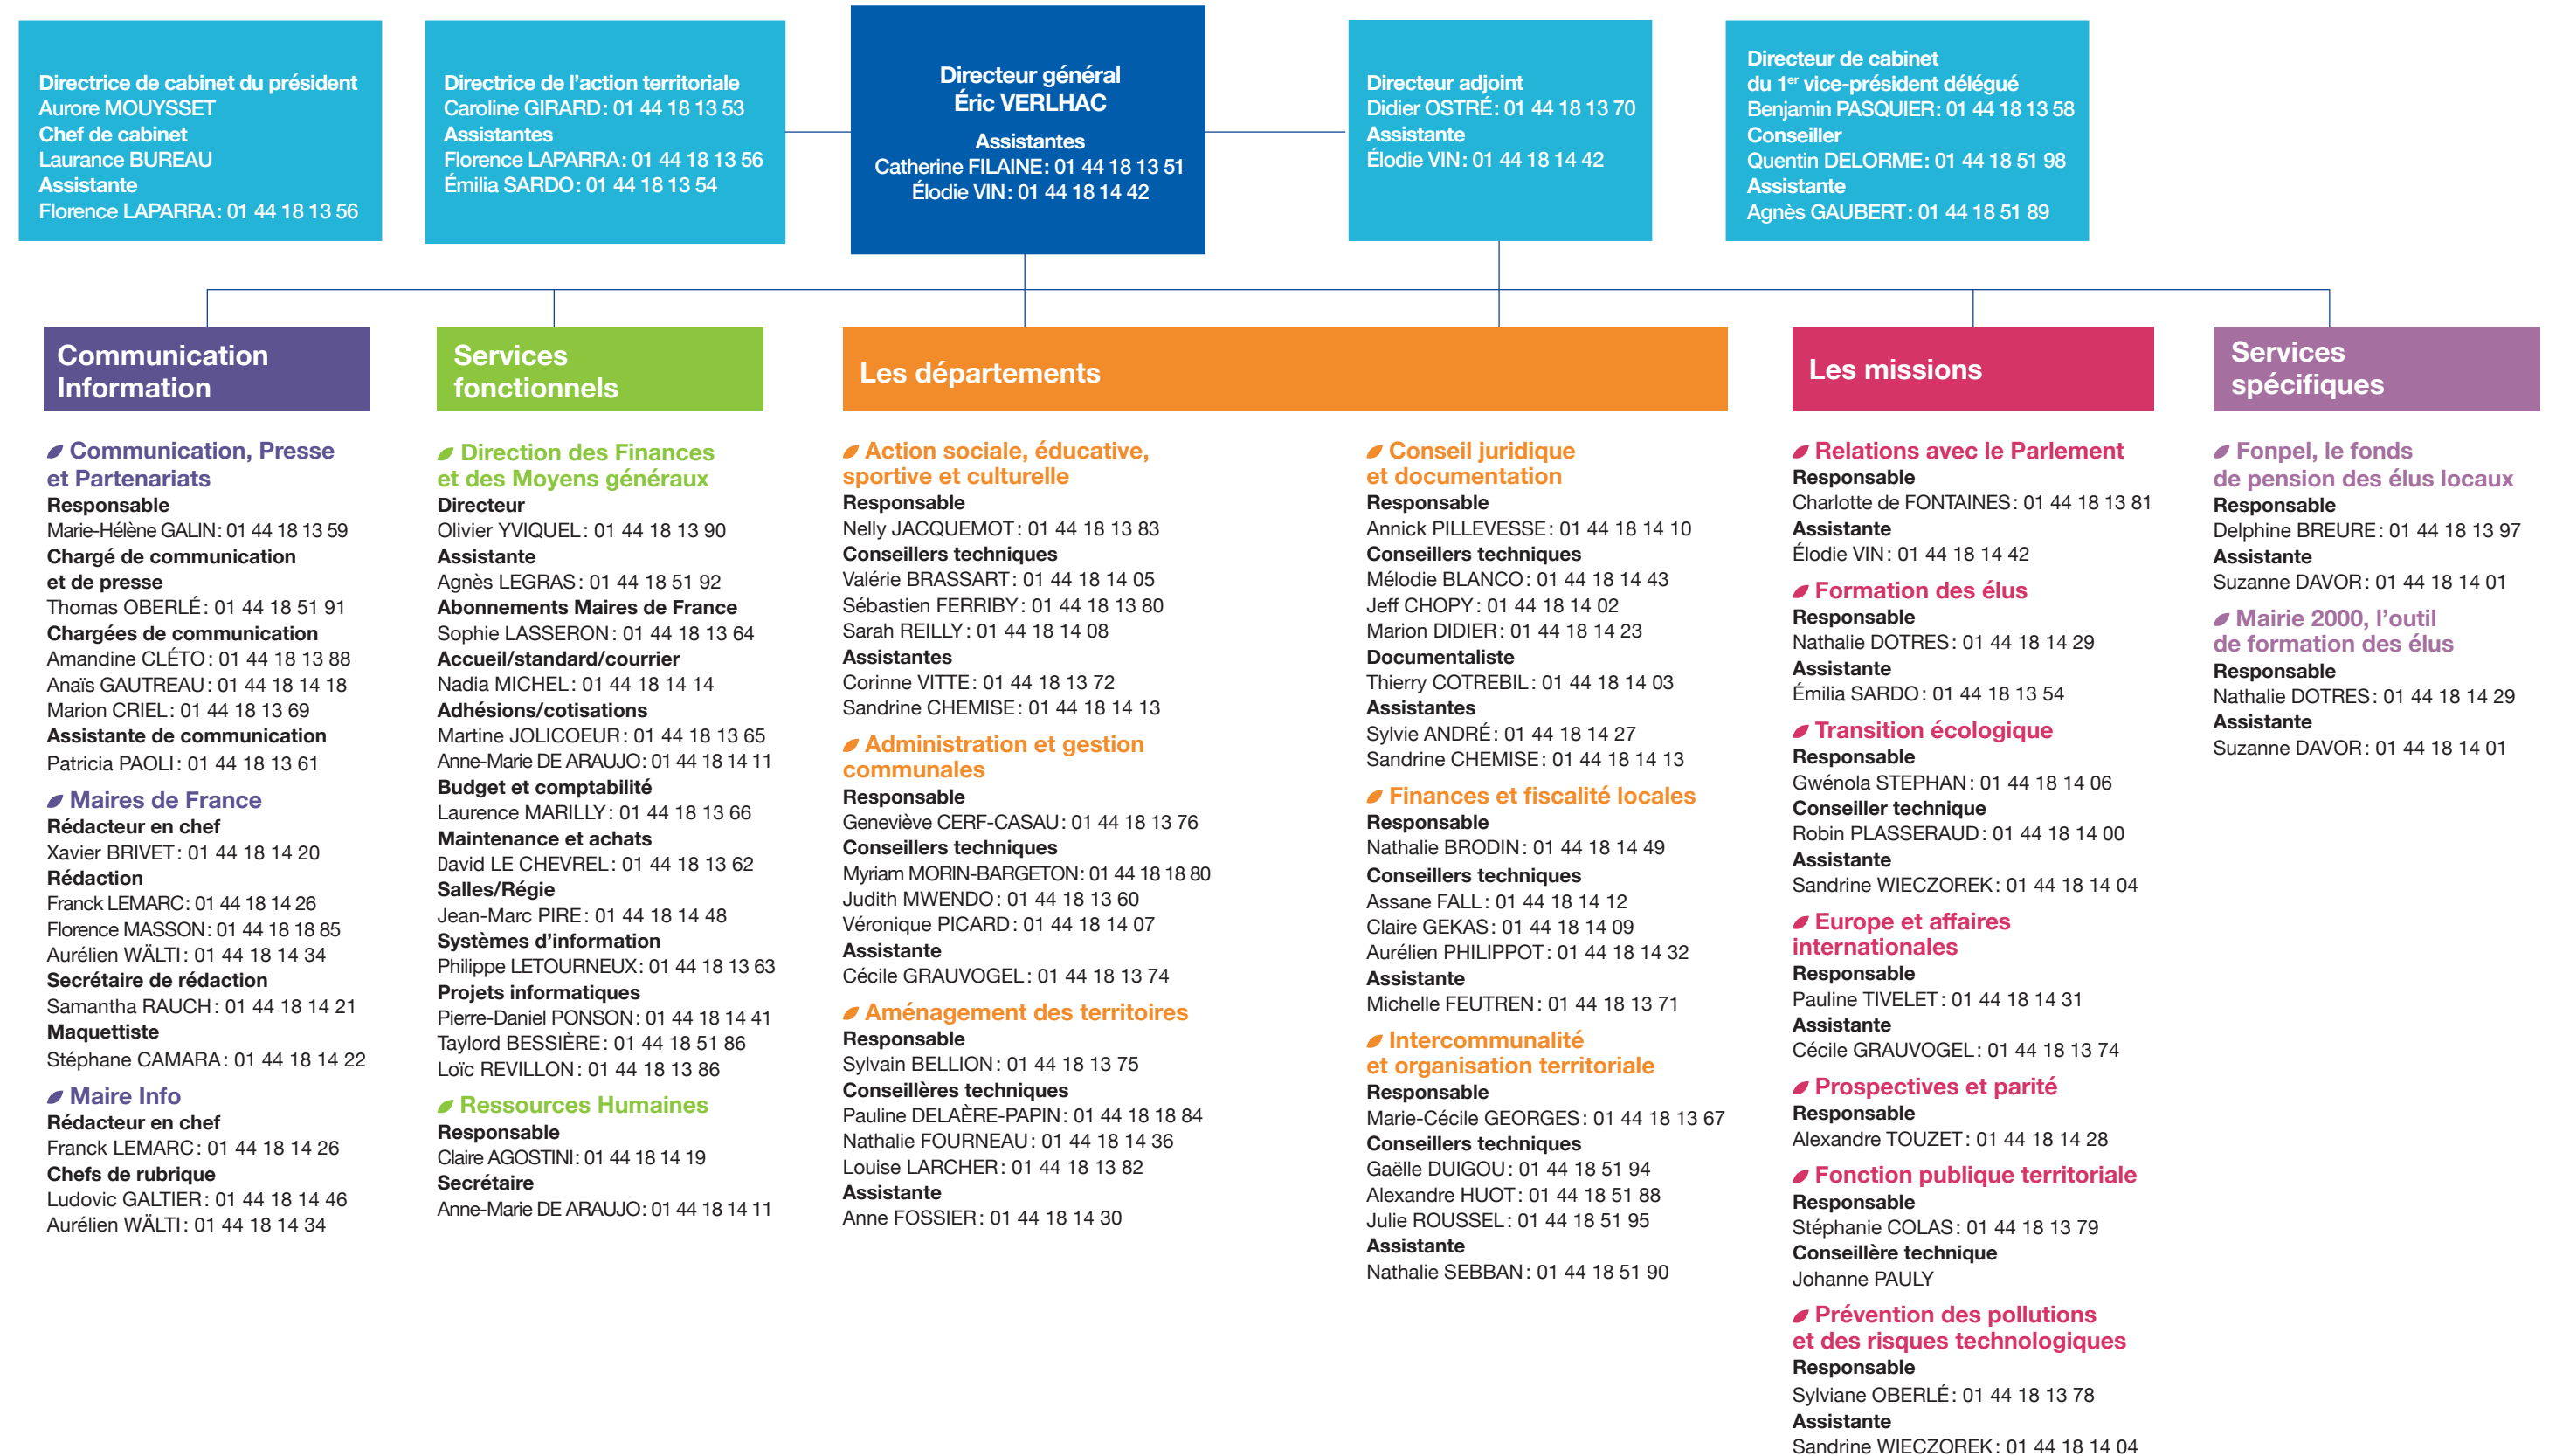 Directrice de cabinet du président
Aurore MOUYSSET
Chef de cabinet
Laurance BUREAU
Assistante
Florence LAPARRA : 01 44 18 13 56
Directrice de l’action territoriale
Caroline GIRARD : 01 44 18 13 53
Assistantes
Florence LAPARRA : 01 44 18 13 56
Émilia SARDO : 01 44 18 13 54
Directeur général
Éric VERLHAC
Assistantes
Catherine FILAINE : 01 44 18 13 51
Élodie VIN : 01 44 18 14 42
Directeur adjoint
Didier OSTRÉ : 01 44 18 13 70
Assistante
Élodie VIN : 01 44 18 14 42
Directeur de cabinet
du 1er vice-président délégué
Benjamin PASQUIER : 01 44 18 13 58
Conseiller
Quentin DELORME : 01 44 18 51 98
Assistante
Agnès GAUBERT : 01 44 18 51 89
Communication
Information
Communication, Presse
et Partenariats
Responsable
Marie-Hélène GALIN : 01 44 18 13 59
Chargé de communication
et de presse
Thomas OBERLÉ : 01 44 18 51 91
Chargées de communication
Amandine CLÉTO : 01 44 18 13 88
Anaïs GAUTREAU : 01 44 18 14 18
Marion CRIEL : 01 44 18 13 69
Assistante de communication
Patricia PAOLI : 01 44 18 13 61
Maires de France
Rédacteur en chef
Xavier BRIVET : 01 44 18 14 20
Rédaction
Franck LEMARC : 01 44 18 14 26
Florence MASSON : 01 44 18 18 85
Aurélien WÄLTI : 01 44 18 14 34
Secrétaire de rédaction
Samantha RAUCH : 01 44 18 14 21
Maquettiste
Stéphane CAMARA : 01 44 18 14 22
Maire Info
Rédacteur en chef
Franck LEMARC : 01 44 18 14 26
Chefs de rubrique
Ludovic GALTIER : 01 44 18 14 46
Aurélien WÄLTI : 01 44 18 14 34
Services
fonctionnels
Direction des Finances
et des Moyens généraux
Directeur
Olivier YVIQUEL : 01 44 18 13 90
Assistante
Agnès LEGRAS : 01 44 18 51 92
Abonnements Maires de France
Sophie LASSERON : 01 44 18 13 64
Accueil/standard/courrier
Nadia MICHEL : 01 44 18 14 14
Adhésions/cotisations
Martine JOLICOEUR : 01 44 18 13 65
Anne-Marie DE ARAUJO : 01 44 18 14 11
Budget et comptabilité
Laurence MARILLY : 01 44 18 13 66
Maintenance et achats
David LE CHEVREL : 01 44 18 13 62
Salles/Régie
Jean-Marc PIRE : 01 44 18 14 48
Systèmes d’information
Philippe LETOURNEUX : 01 44 18 13 63
Projets informatiques
Pierre-Daniel PONSON : 01 44 18 14 41
Taylord BESSIÈRE : 01 44 18 51 86
Loïc REVILLON : 01 44 18 13 86
Ressources Humaines
Responsable
Claire AGOSTINI : 01 44 18 14 19
Secrétaire
Anne-Marie DE ARAUJO : 01 44 18 14 11
Les départements
Action sociale, éducative,
sportive et culturelle
Responsable
Nelly JACQUEMOT : 01 44 18 13 83
Conseillers techniques
Valérie BRASSART : 01 44 18 14 05
Sébastien FERRIBY : 01 44 18 13 80
Sarah REILLY : 01 44 18 14 08
Assistantes
Corinne VITTE : 01 44 18 13 72
Sandrine CHEMISE : 01 44 18 14 13
Administration et gestion
communales
Responsable
Geneviève CERF-CASAU : 01 44 18 13 76
Conseillers techniques
Myriam MORIN-BARGETON : 01 44 18 18 80
Judith MWENDO : 01 44 18 13 60
Véronique PICARD : 01 44 18 14 07
Assistante
Cécile GRAUVOGEL : 01 44 18 13 74
Aménagement des territoires
Responsable
Sylvain BELLION : 01 44 18 13 75
Conseillères techniques
Pauline DELAÈRE-PAPIN : 01 44 18 18 84
Nathalie FOURNEAU : 01 44 18 14 36
Louise LARCHER : 01 44 18 13 82
Assistante
Anne FOSSIER : 01 44 18 14 30
Conseil juridique
et documentation
Responsable
Annick PILLEVESSE : 01 44 18 14 10
Conseillers techniques
Mélodie BLANCO : 01 44 18 14 43
Jeff CHOPY : 01 44 18 14 02
Marion DIDIER : 01 44 18 14 23
Documentaliste
Thierry COTREBIL : 01 44 18 14 03
Assistantes
Sylvie ANDRÉ : 01 44 18 14 27
Sandrine CHEMISE : 01 44 18 14 13
Finances et fiscalité locales
Responsable
Nathalie BRODIN : 01 44 18 14 49
Conseillers techniques
Assane FALL : 01 44 18 14 12
Claire GEKAS : 01 44 18 14 09
Aurélien PHILIPPOT : 01 44 18 14 32
Assistante
Michelle FEUTREN : 01 44 18 13 71
Intercommunalité
et organisation territoriale
Responsable
Marie-Cécile GEORGES : 01 44 18 13 67
Conseillers techniques
Gaëlle DUIGOU : 01 44 18 51 94
Alexandre HUOT : 01 44 18 51 88
Julie ROUSSEL : 01 44 18 51 95
Assistante
Nathalie SEBBAN : 01 44 18 51 90
Les missions
Relations avec le Parlement
Responsable
Charlotte de FONTAINES : 01 44 18 13 81
Assistante
Élodie VIN : 01 44 18 14 42
Formation des élus
Responsable
Nathalie DOTRES : 01 44 18 14 29
Assistante
Émilia SARDO : 01 44 18 13 54
Transition écologique
Responsable
Gwénola STEPHAN : 01 44 18 14 06
Conseiller technique
Robin PLASSERAUD : 01 44 18 14 00
Assistante
Sandrine WIECZOREK : 01 44 18 14 04
Europe et affaires
internationales
Responsable
Pauline TIVELET : 01 44 18 14 31
Assistante
Cécile GRAUVOGEL : 01 44 18 13 74
Prospectives et parité
Responsable
Alexandre TOUZET : 01 44 18 14 28
Fonction publique territoriale
Responsable
Stéphanie COLAS : 01 44 18 13 79
Conseillère technique
Johanne PAULY
Prévention des pollutions
et des risques technologiques
Responsable
Sylviane OBERLÉ : 01 44 18 13 78
Assistante
Sandrine WIECZOREK : 01 44 18 14 04
Services
spécifiques
Fonpel, le fonds
de pension des élus locaux
Responsable
Delphine BREURE : 01 44 18 13 97
Assistante
Suzanne DAVOR : 01 44 18 14 01
Mairie 2000, l’outil
de formation des élus
Responsable
Nathalie DOTRES : 01 44 18 14 29
Assistante
Suzanne DAVOR : 01 44 18 14 01